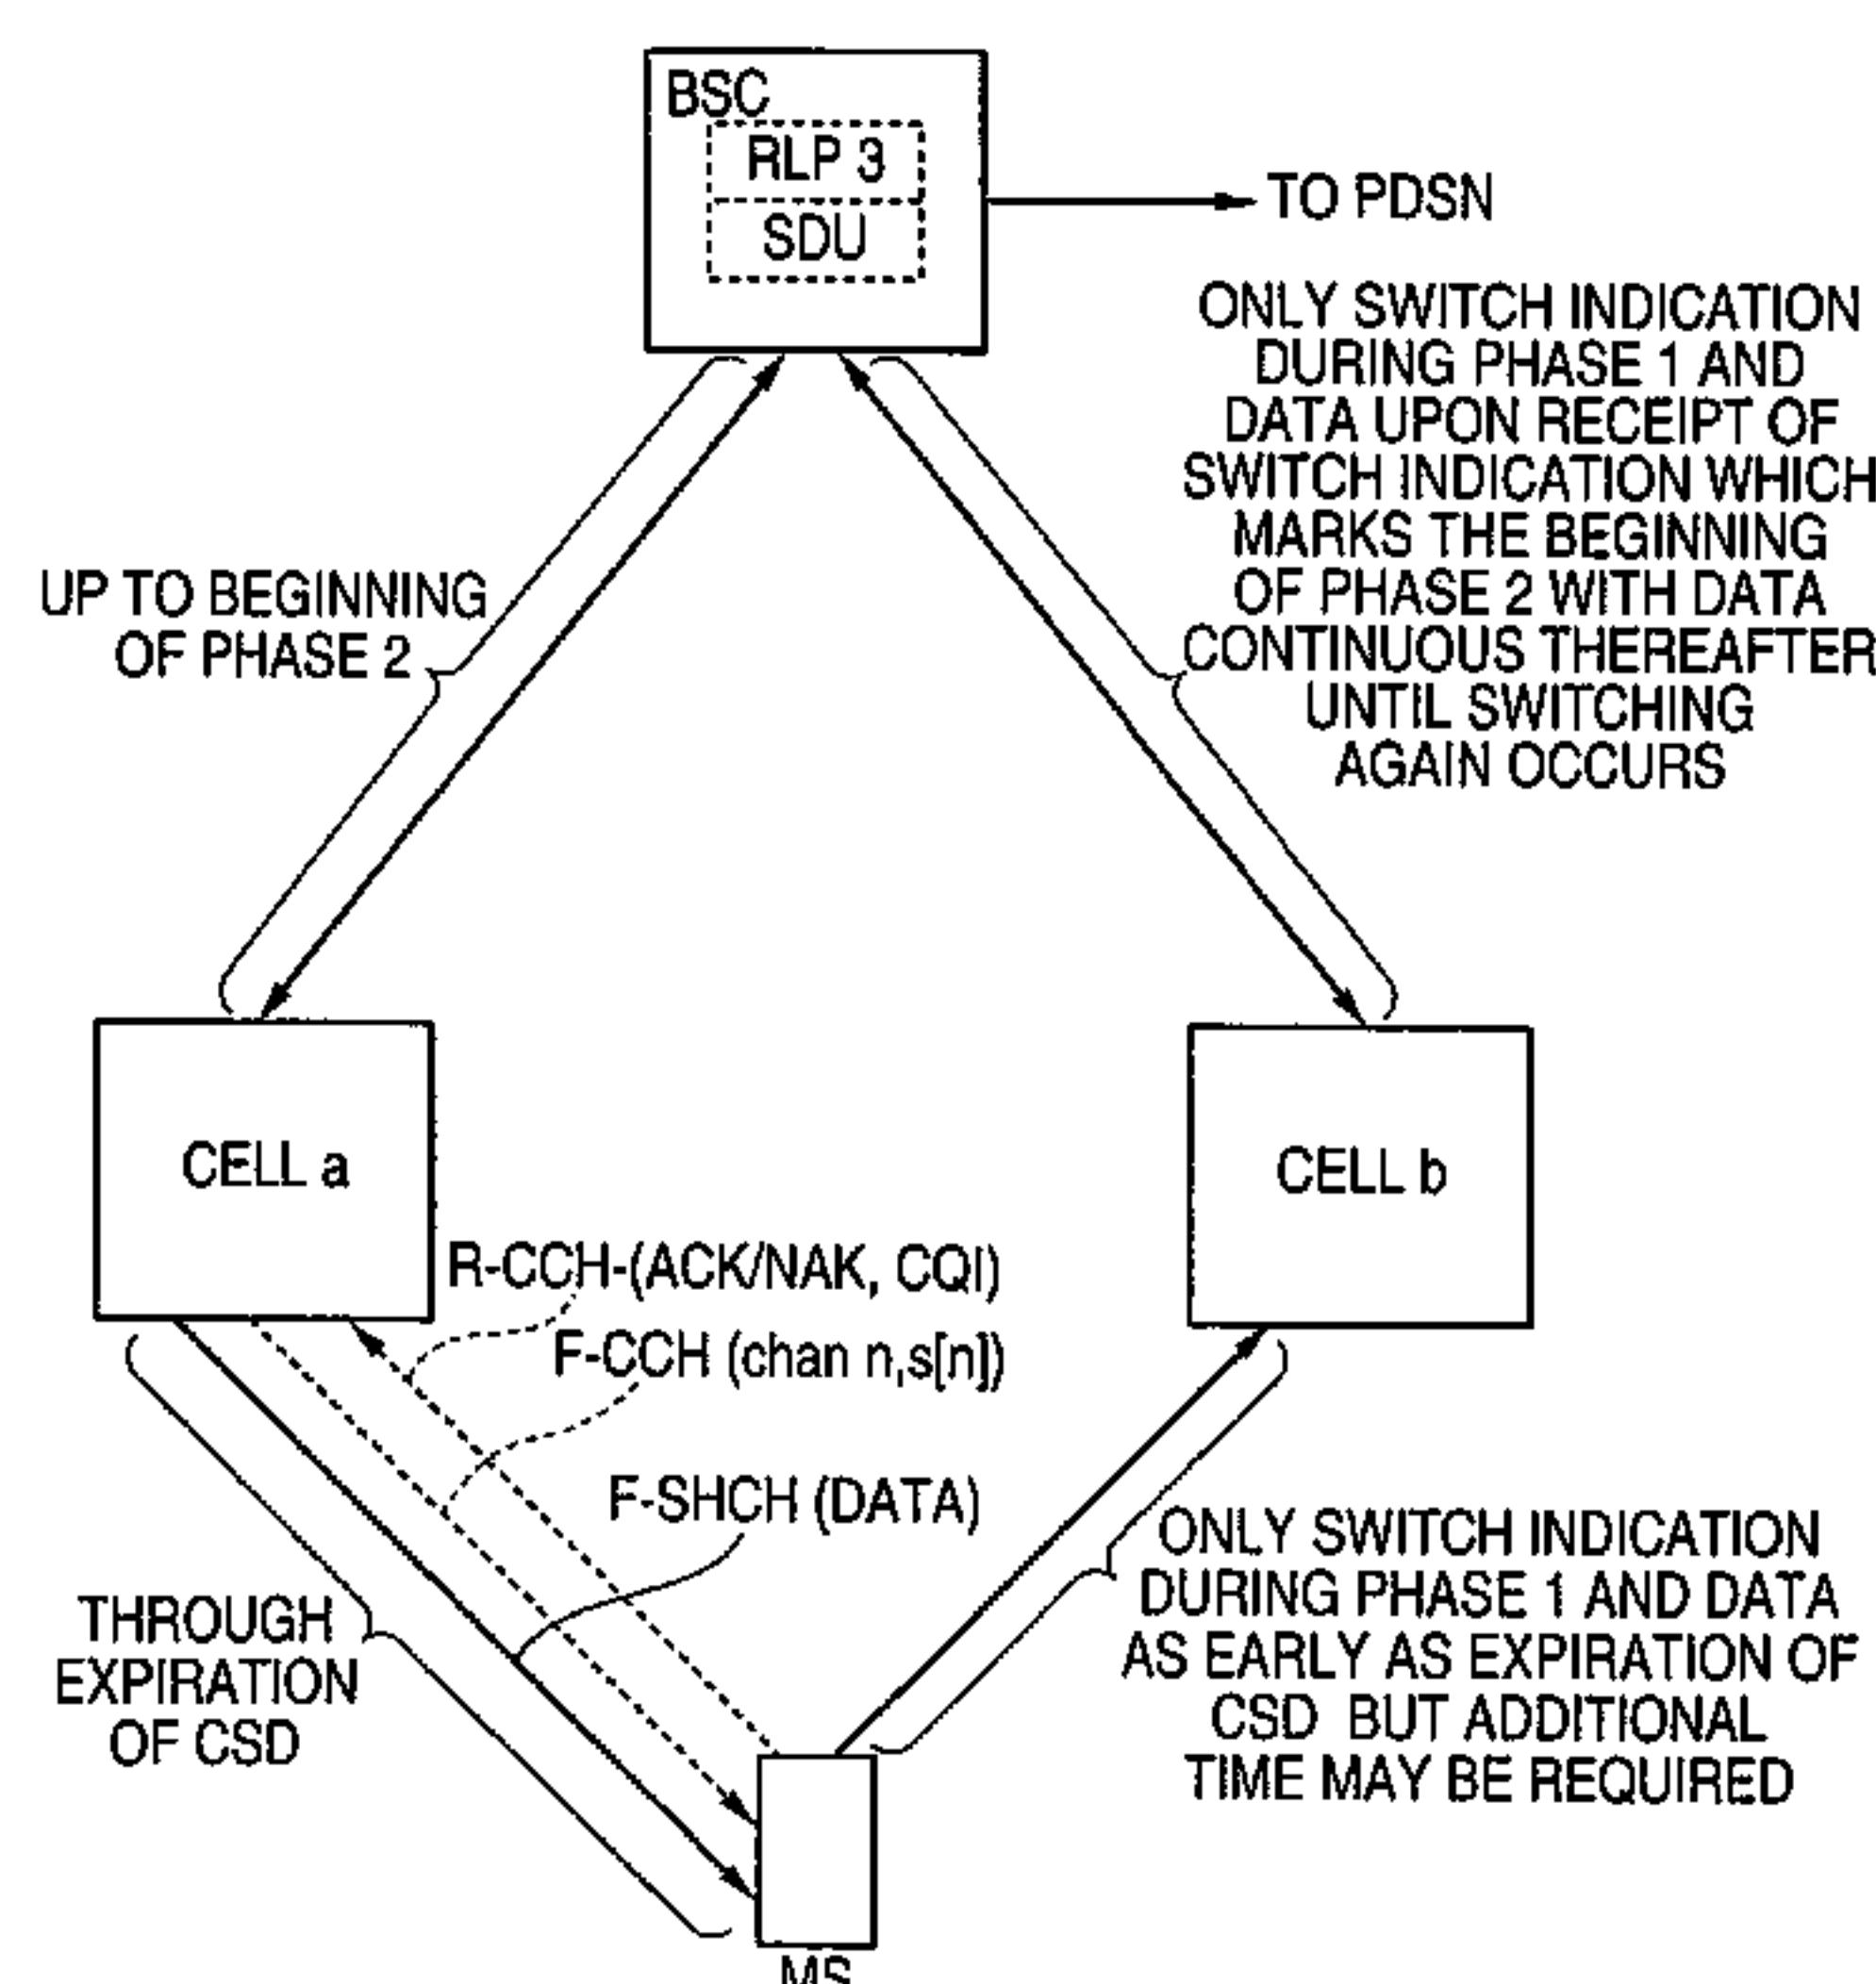 BSC
RLP 3
SDU
TO PDSN
ONLY SWITCH INDICATION
DURING PHASE 1 AND
DATA UPON RECEIPT OF
SWITCH INDICATION WHICH
MARKS THE BEGINNING
OF PHASE 2 WITH DATA
CONTINUOUS THEREAFTER
UNTIL SWITCHING
AGAIN OCCURS
UP TO BEGINNING
OF PHASE 2
CELL a
CELL b
R-CCH-(ACK/NAK, CQI)
F-CCH (chan n,s[n])
F-SHCH (DATA)
THROUGH
EXPIRATION
OF CSD
ONLY SWITCH INDICATION
DURING PHASE 1 AND DATA
AS EARLY AS EXPIRATION OF
CSD BUT ADDITIONAL
TIME MAY BE REQUIRED
MS